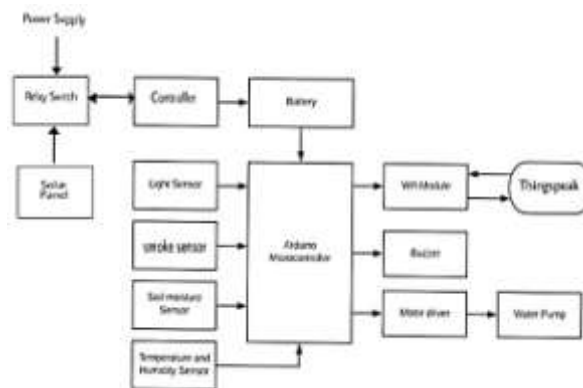 Power Supply
Relay Switch
Controller
Battery
Solar
Panel
Light Sensor
Wifi Module
Thingspeak
smoke sensor
Arduino
Microcontroller
Buzzer
Soil moisture
Sensor
Motor driver
Water Pump
Temperature and
Humidity Sensor